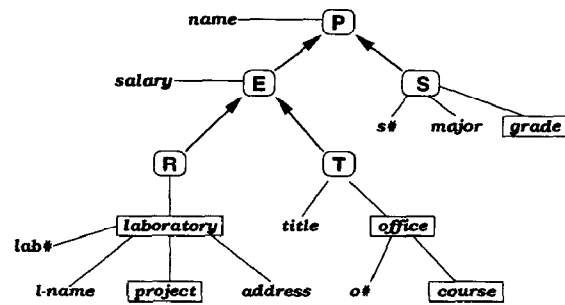 name P
salary E S
s# major grade
R T
lab# laboratory title office
l-name project address o# course